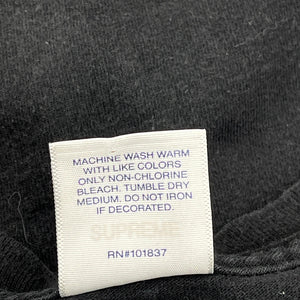 MACHINE WASH WARM
WITH LIKE COLORS
ONLY NON-CHLORINE
BLEACH. TUMBLE DRY
MEDIUM. DO NOT IRON
IF DECORATED.
SUPREME
RN#101837